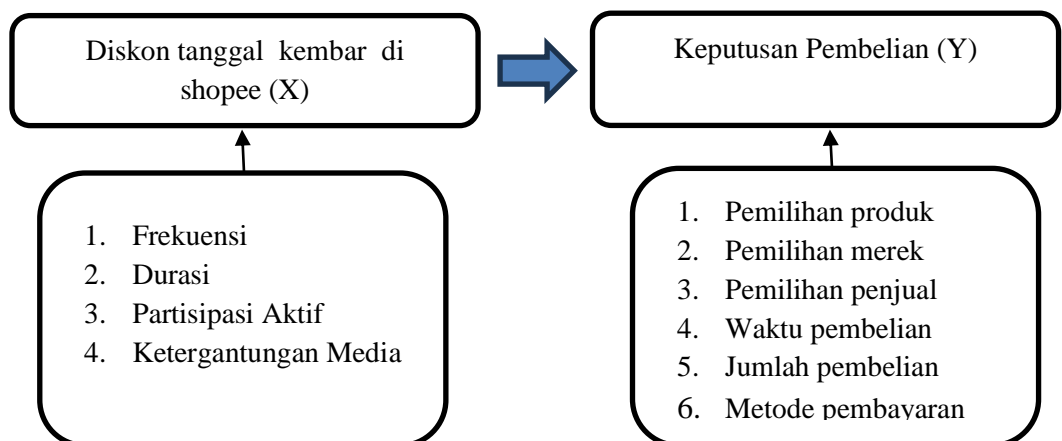 Diskon tanggal kembar di
shopee (X)
Keputusan Pembelian (Y)
1. Frekuensi
2. Durasi
3. Partisipasi Aktif
4. Ketergantungan Media
1. Pemilihan produk
2. Pemilihan merek
3. Pemilihan penjual
4. Waktu pembelian
5. Jumlah pembelian
6. Metode pembayaran